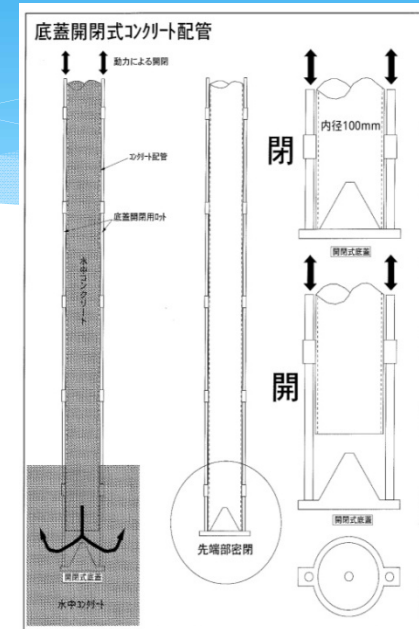 底蓋開閉式コンクリート配管
動力による開閉
コンクリート配管
底蓋開閉用ロット
水中コンクリート
開閉式底蓋
水中コンクリート
先端部密閉
閉
内径100mm
開閉式底蓋
開
開閉式底蓋